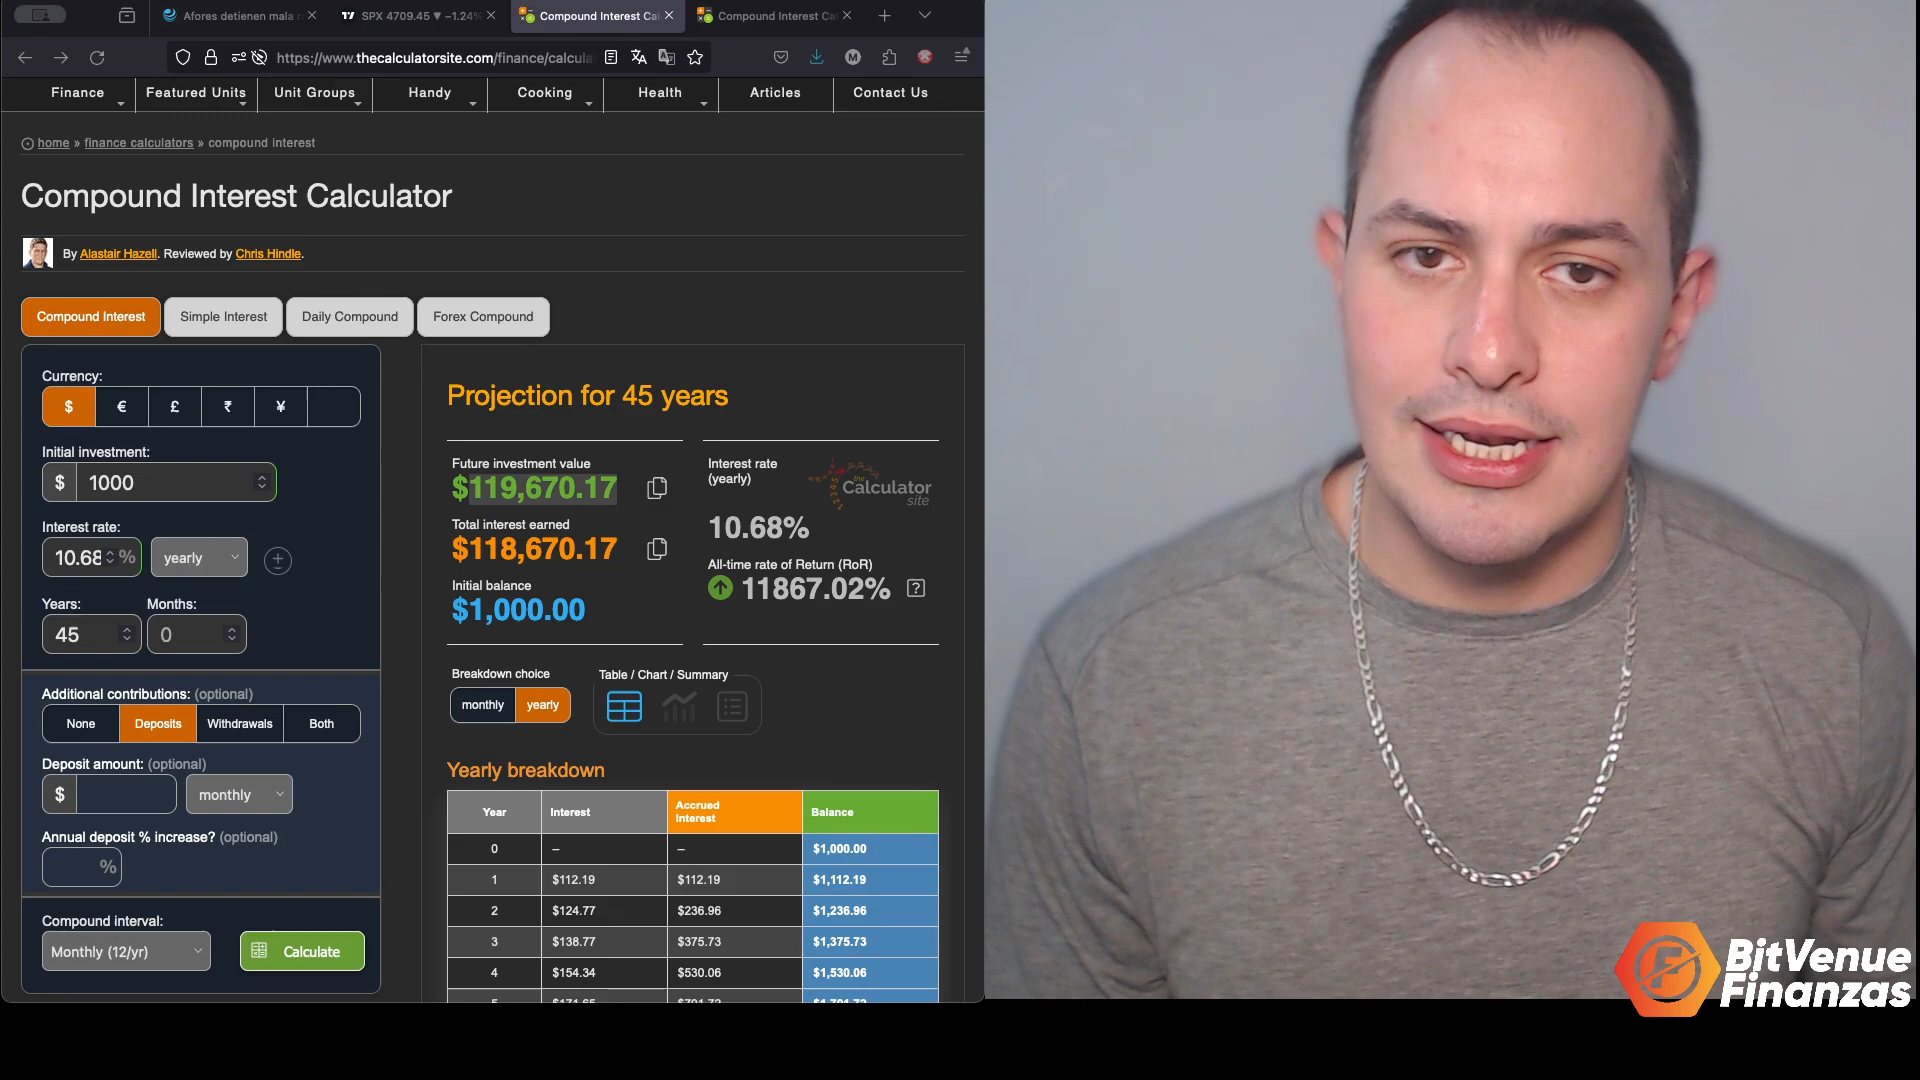 Afores detienen mala r
SPX 4709.45 ▼ −1.24%
Compound Interest Cal
Compound Interest Cal
https://www.thecalculatorsite.com/finance/calcula
Finance
Featured Units
Unit Groups
Handy
Cooking
Health
Articles
Contact Us
home » finance calculators » compound interest
Compound Interest Calculator
By Alastair Hazell. Reviewed by Chris Hindle.
Compound Interest
Simple Interest
Daily Compound
Forex Compound
Currency:
$ € £ ₹ ¥
Initial investment:
$ 1000
Interest rate:
10.68 % yearly
Years: Months:
45 0
Additional contributions: (optional)
None Deposits Withdrawals Both
Deposit amount: (optional)
$ monthly
Annual deposit % increase? (optional)
%
Compound interval:
Monthly (12/yr)
Calculate
Projection for 45 years
Future investment value
$119,670.17
Total interest earned
$118,670.17
Initial balance
$1,000.00
Interest rate
(yearly)
the Calculator
site
10.68%
All-time rate of Return (RoR)
11867.02%
Breakdown choice
monthly yearly
Table / Chart / Summary
Yearly breakdown
Year Interest Accrued Interest Balance
0 – – $1,000.00
1 $112.19 $112.19 $1,112.19
2 $124.77 $236.96 $1,236.96
3 $138.77 $375.73 $1,375.73
4 $154.34 $530.06 $1,530.06
BitVenue
Finanzas